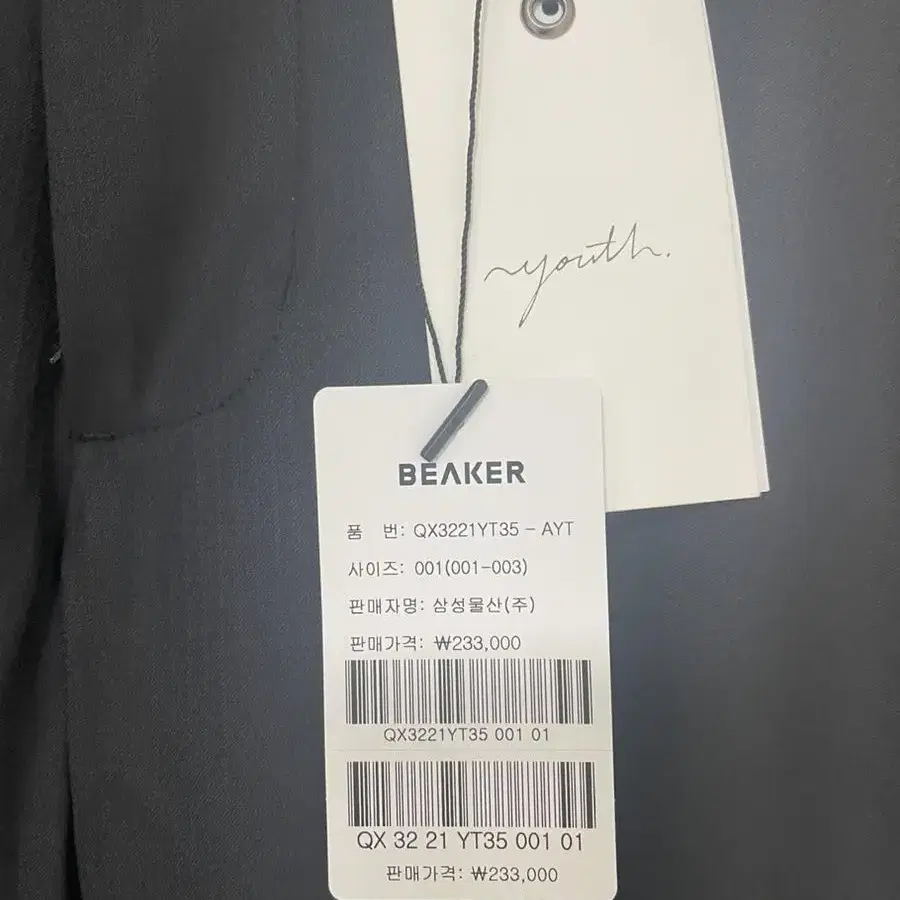 youth.
BEAKER
품 번: QX3221YT35 - AYT
사이즈: 001(001-003)
판매자명: 삼성물산(주)
판매가격: ₩233,000
QX3221YT35 001 01
QX 32 21 YT35 001 01
판매가격: ₩233,000